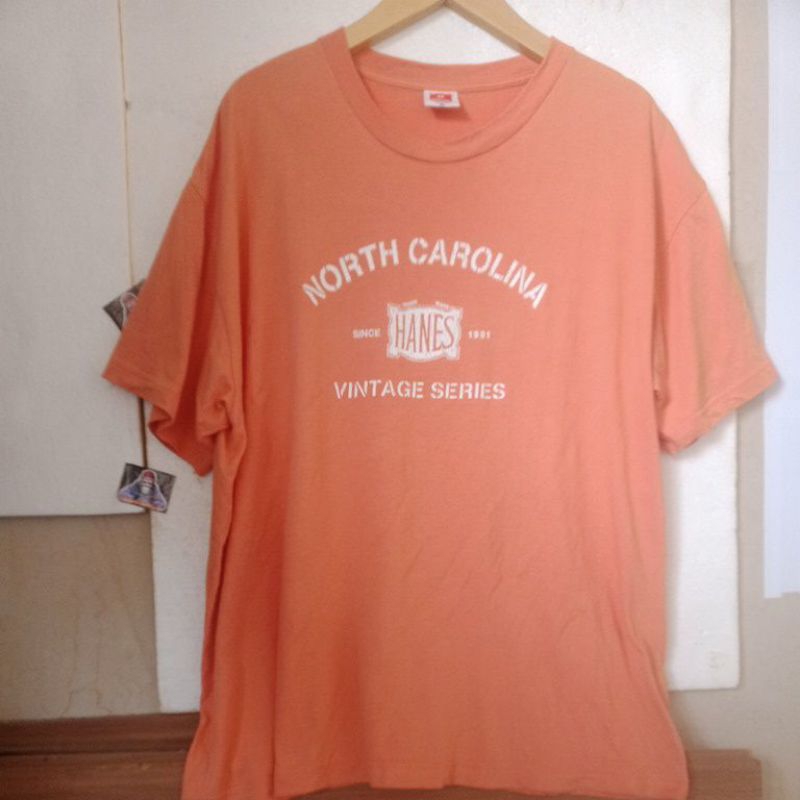 NORTH CAROLINA
SINCE HANES 1901
VINTAGE SERIES